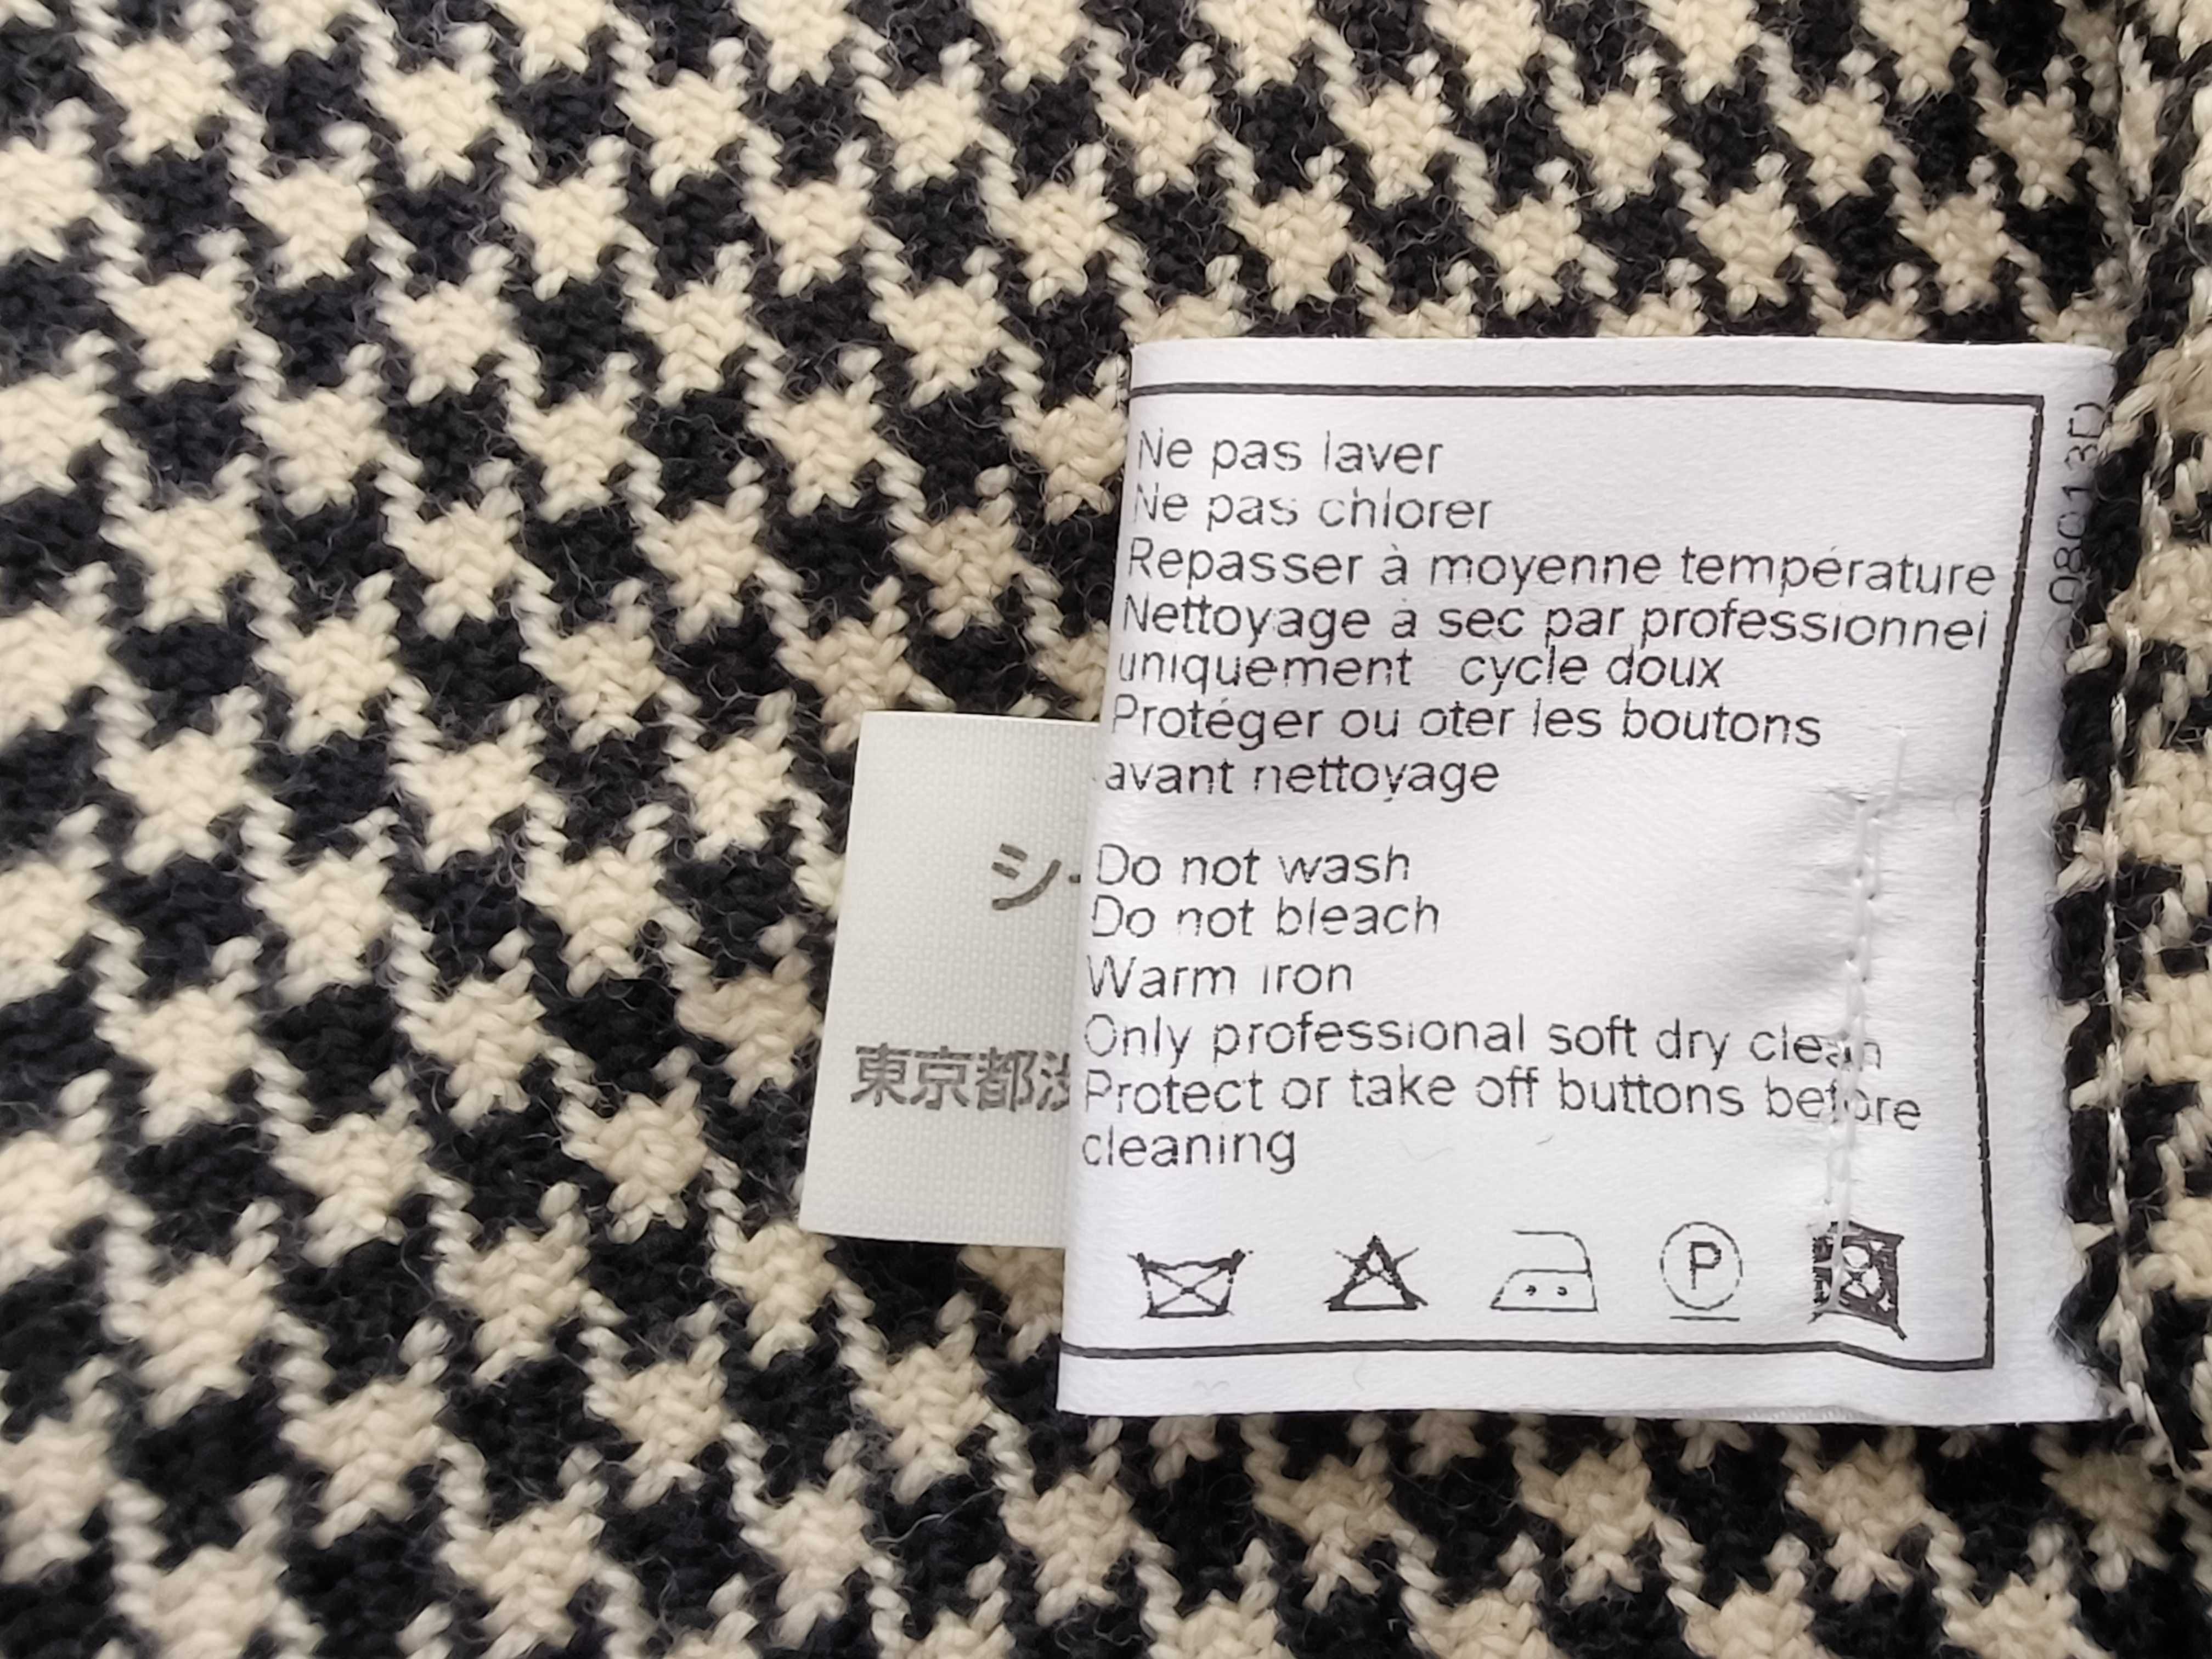 Ne pas laver
Ne pas chlorer
Repasser à moyenne température
Nettoyage à sec par professionnel
uniquement cycle doux
Protéger ou oter les boutons
avant nettoyage
Do not wash
Do not bleach
Warm iron
Only professional soft dry clean
Protect or take off buttons before
cleaning
P
シ
東京都渋